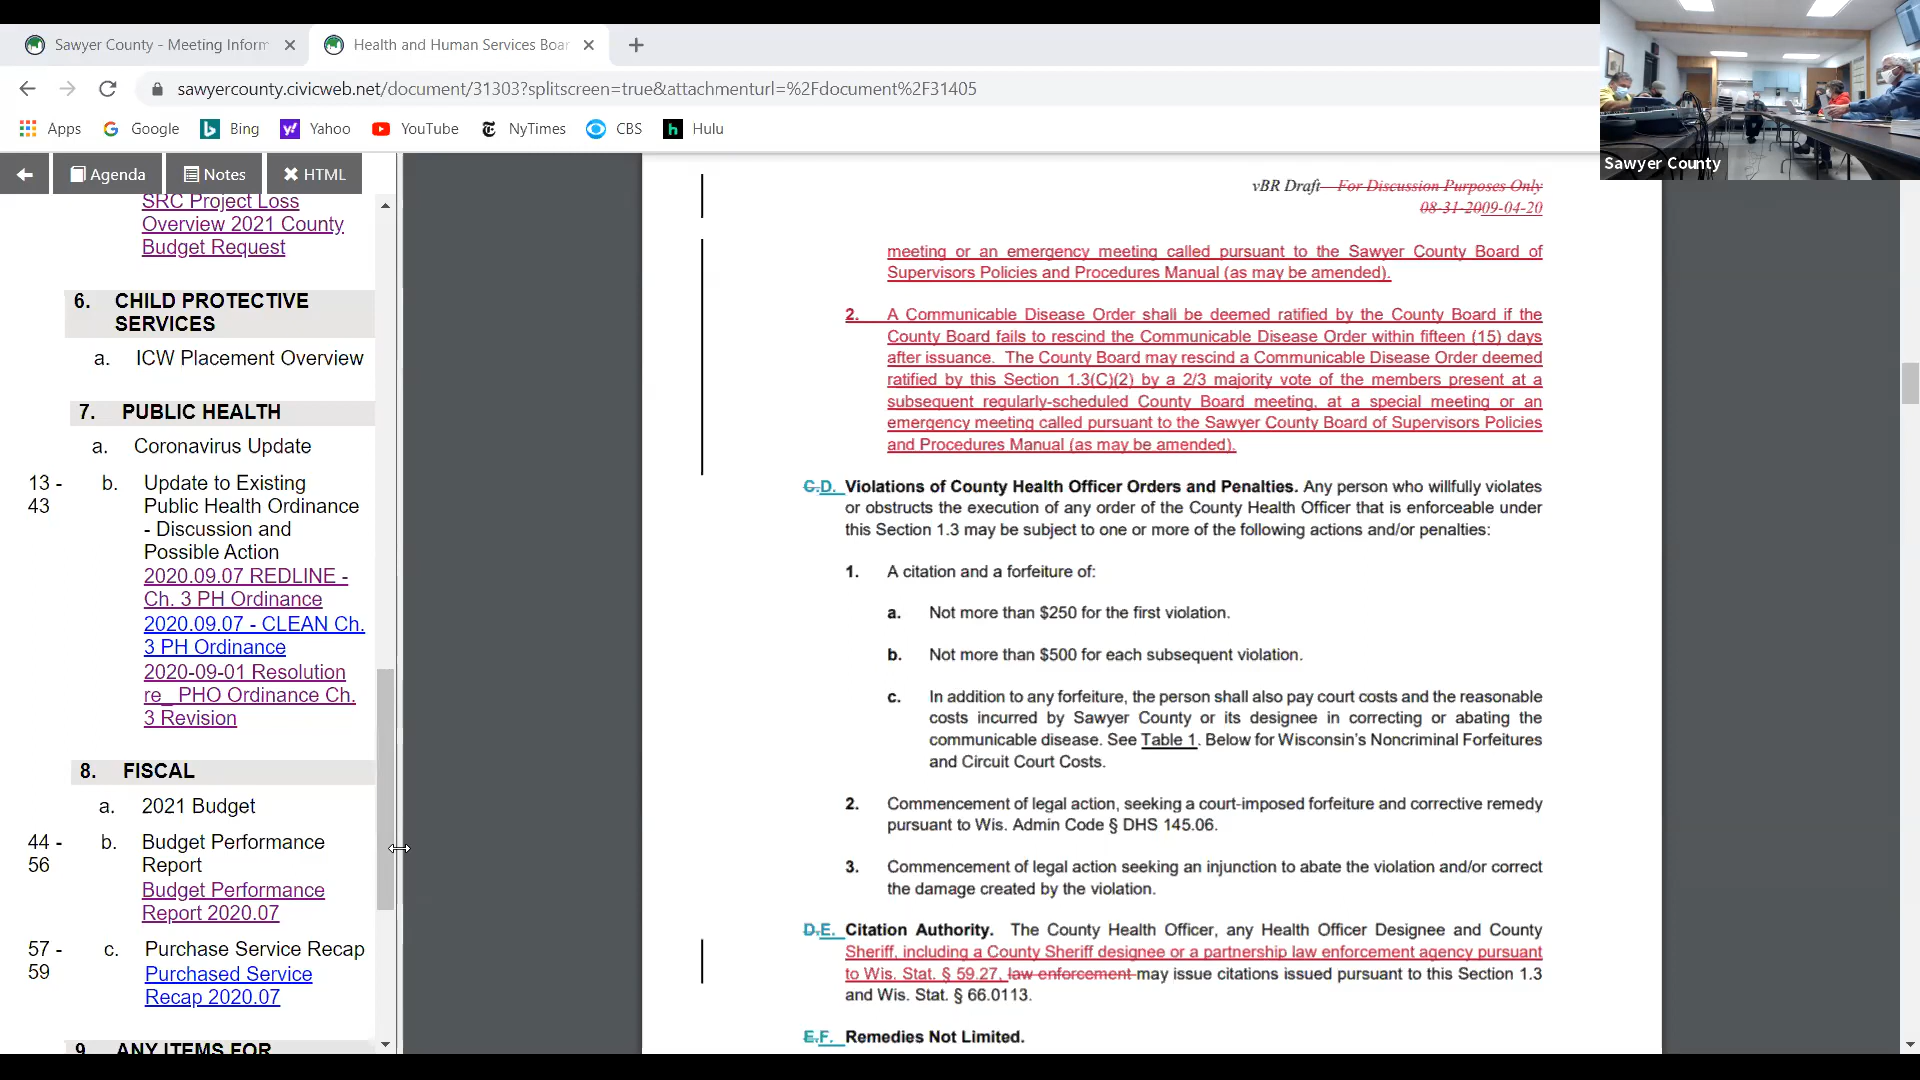 Sawyer County - Meeting Inform
Health and Human Services Boar
sawyercounty.civicweb.net/document/31303?splitscreen=true&attachmenturl=%2Fdocument%2F31405
Apps Google Bing Yahoo YouTube NyTimes CBS Hulu
Sawyer County
Agenda Notes HTML
SRC Project Loss
Overview 2021 County
Budget Request
6. CHILD PROTECTIVE
SERVICES
a. ICW Placement Overview
7. PUBLIC HEALTH
a. Coronavirus Update
13 - b. Update to Existing
43 Public Health Ordinance
- Discussion and
Possible Action
2020.09.07 REDLINE -
Ch. 3 PH Ordinance
2020.09.07 - CLEAN Ch.
3 PH Ordinance
2020-09-01 Resolution
re_ PHO Ordinance Ch.
3 Revision
8. FISCAL
a. 2021 Budget
44 - b. Budget Performance
56 Report
Budget Performance
Report 2020.07
57 - c. Purchase Service Recap
59 Purchased Service
Recap 2020.07
9 ANY ITEMS FOR
vBR Draft For Discussion Purposes Only
08-31-2009-04-20
meeting or an emergency meeting called pursuant to the Sawyer County Board of
Supervisors Policies and Procedures Manual (as may be amended).
2. A Communicable Disease Order shall be deemed ratified by the County Board if the
County Board fails to rescind the Communicable Disease Order within fifteen (15) days
after issuance. The County Board may rescind a Communicable Disease Order deemed
ratified by this Section 1.3(C)(2) by a 2/3 majority vote of the members present at a
subsequent regularly-scheduled County Board meeting, at a special meeting or an
emergency meeting called pursuant to the Sawyer County Board of Supervisors Policies
and Procedures Manual (as may be amended).
C.D. Violations of County Health Officer Orders and Penalties. Any person who willfully violates
or obstructs the execution of any order of the County Health Officer that is enforceable under
this Section 1.3 may be subject to one or more of the following actions and/or penalties:
1. A citation and a forfeiture of:
a. Not more than $250 for the first violation.
b. Not more than $500 for each subsequent violation.
c. In addition to any forfeiture, the person shall also pay court costs and the reasonable
costs incurred by Sawyer County or its designee in correcting or abating the
communicable disease. See Table 1. Below for Wisconsin's Noncriminal Forfeitures
and Circuit Court Costs.
2. Commencement of legal action, seeking a court-imposed forfeiture and corrective remedy
pursuant to Wis. Admin Code § DHS 145.06.
3. Commencement of legal action seeking an injunction to abate the violation and/or correct
the damage created by the violation.
D.E. Citation Authority. The County Health Officer, any Health Officer Designee and County
Sheriff, including a County Sheriff designee or a partnership law enforcement agency pursuant
to Wis. Stat. § 59.27, law enforcement may issue citations issued pursuant to this Section 1.3
and Wis. Stat. § 66.0113.
E.F. Remedies Not Limited.